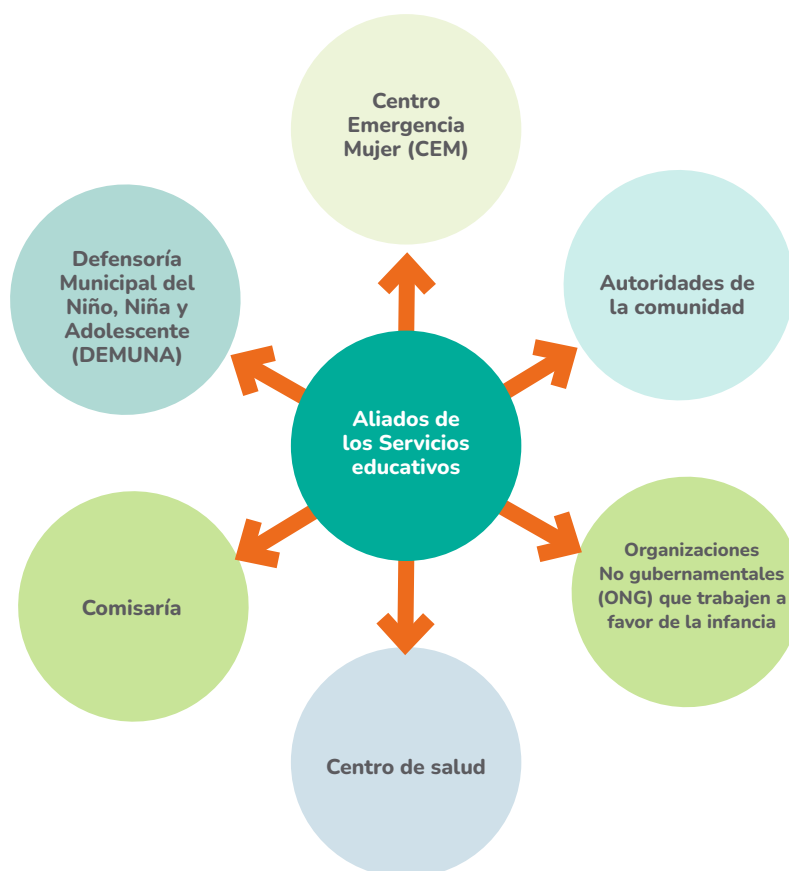 Centro
Emergencia
Mujer (CEM)
Defensoría
Municipal del
Niño, Niña y
Adolescente
(DEMUNA)
Autoridades de
la comunidad
Aliados de
los Servicios
educativos
Comisaría
Organizaciones
No gubernamentales
(ONG) que trabajen a
favor de la infancia
Centro de salud